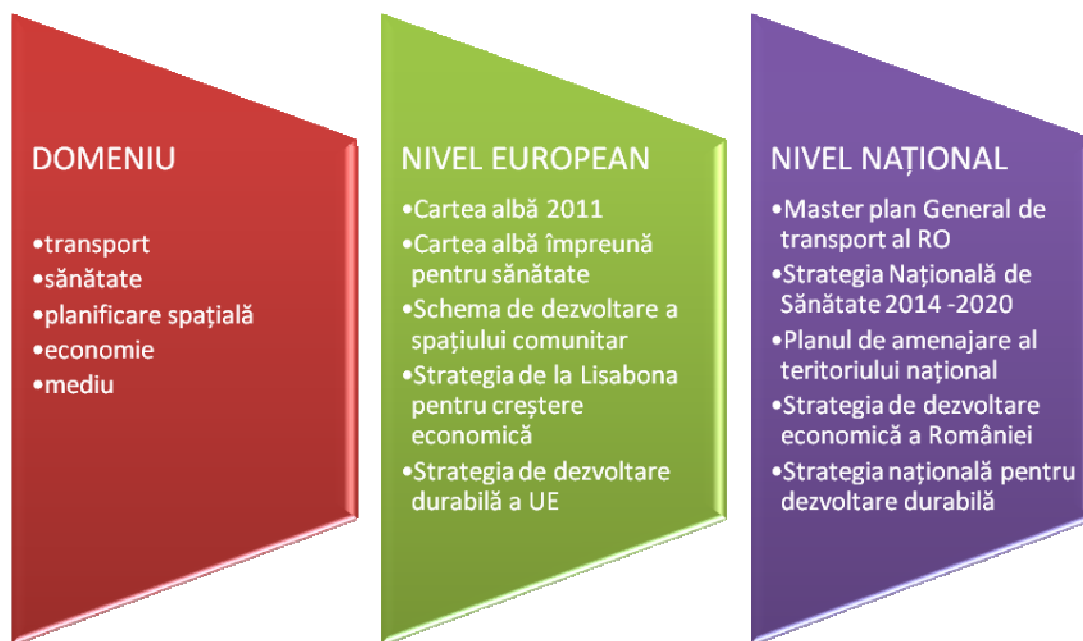 DOMENIU
•transport
•sănătate
•planificare spațială
•economie
•mediu
NIVEL EUROPEAN
•Cartea albă 2011
•Cartea albă împreună
pentru sănătate
•Schema de dezvoltare a
spațiului comunitar
•Strategia de la Lisabona
pentru creștere
economică
•Strategia de dezvoltare
durabilă a UE
NIVEL NAȚIONAL
•Master plan General de
transport al RO
•Strategia Națională de
Sănătate 2014 -2020
•Planul de amenajare al
teritoriului național
•Strategia de dezvoltare
economică a României
•Strategia națională pentru
dezvoltare durabilă